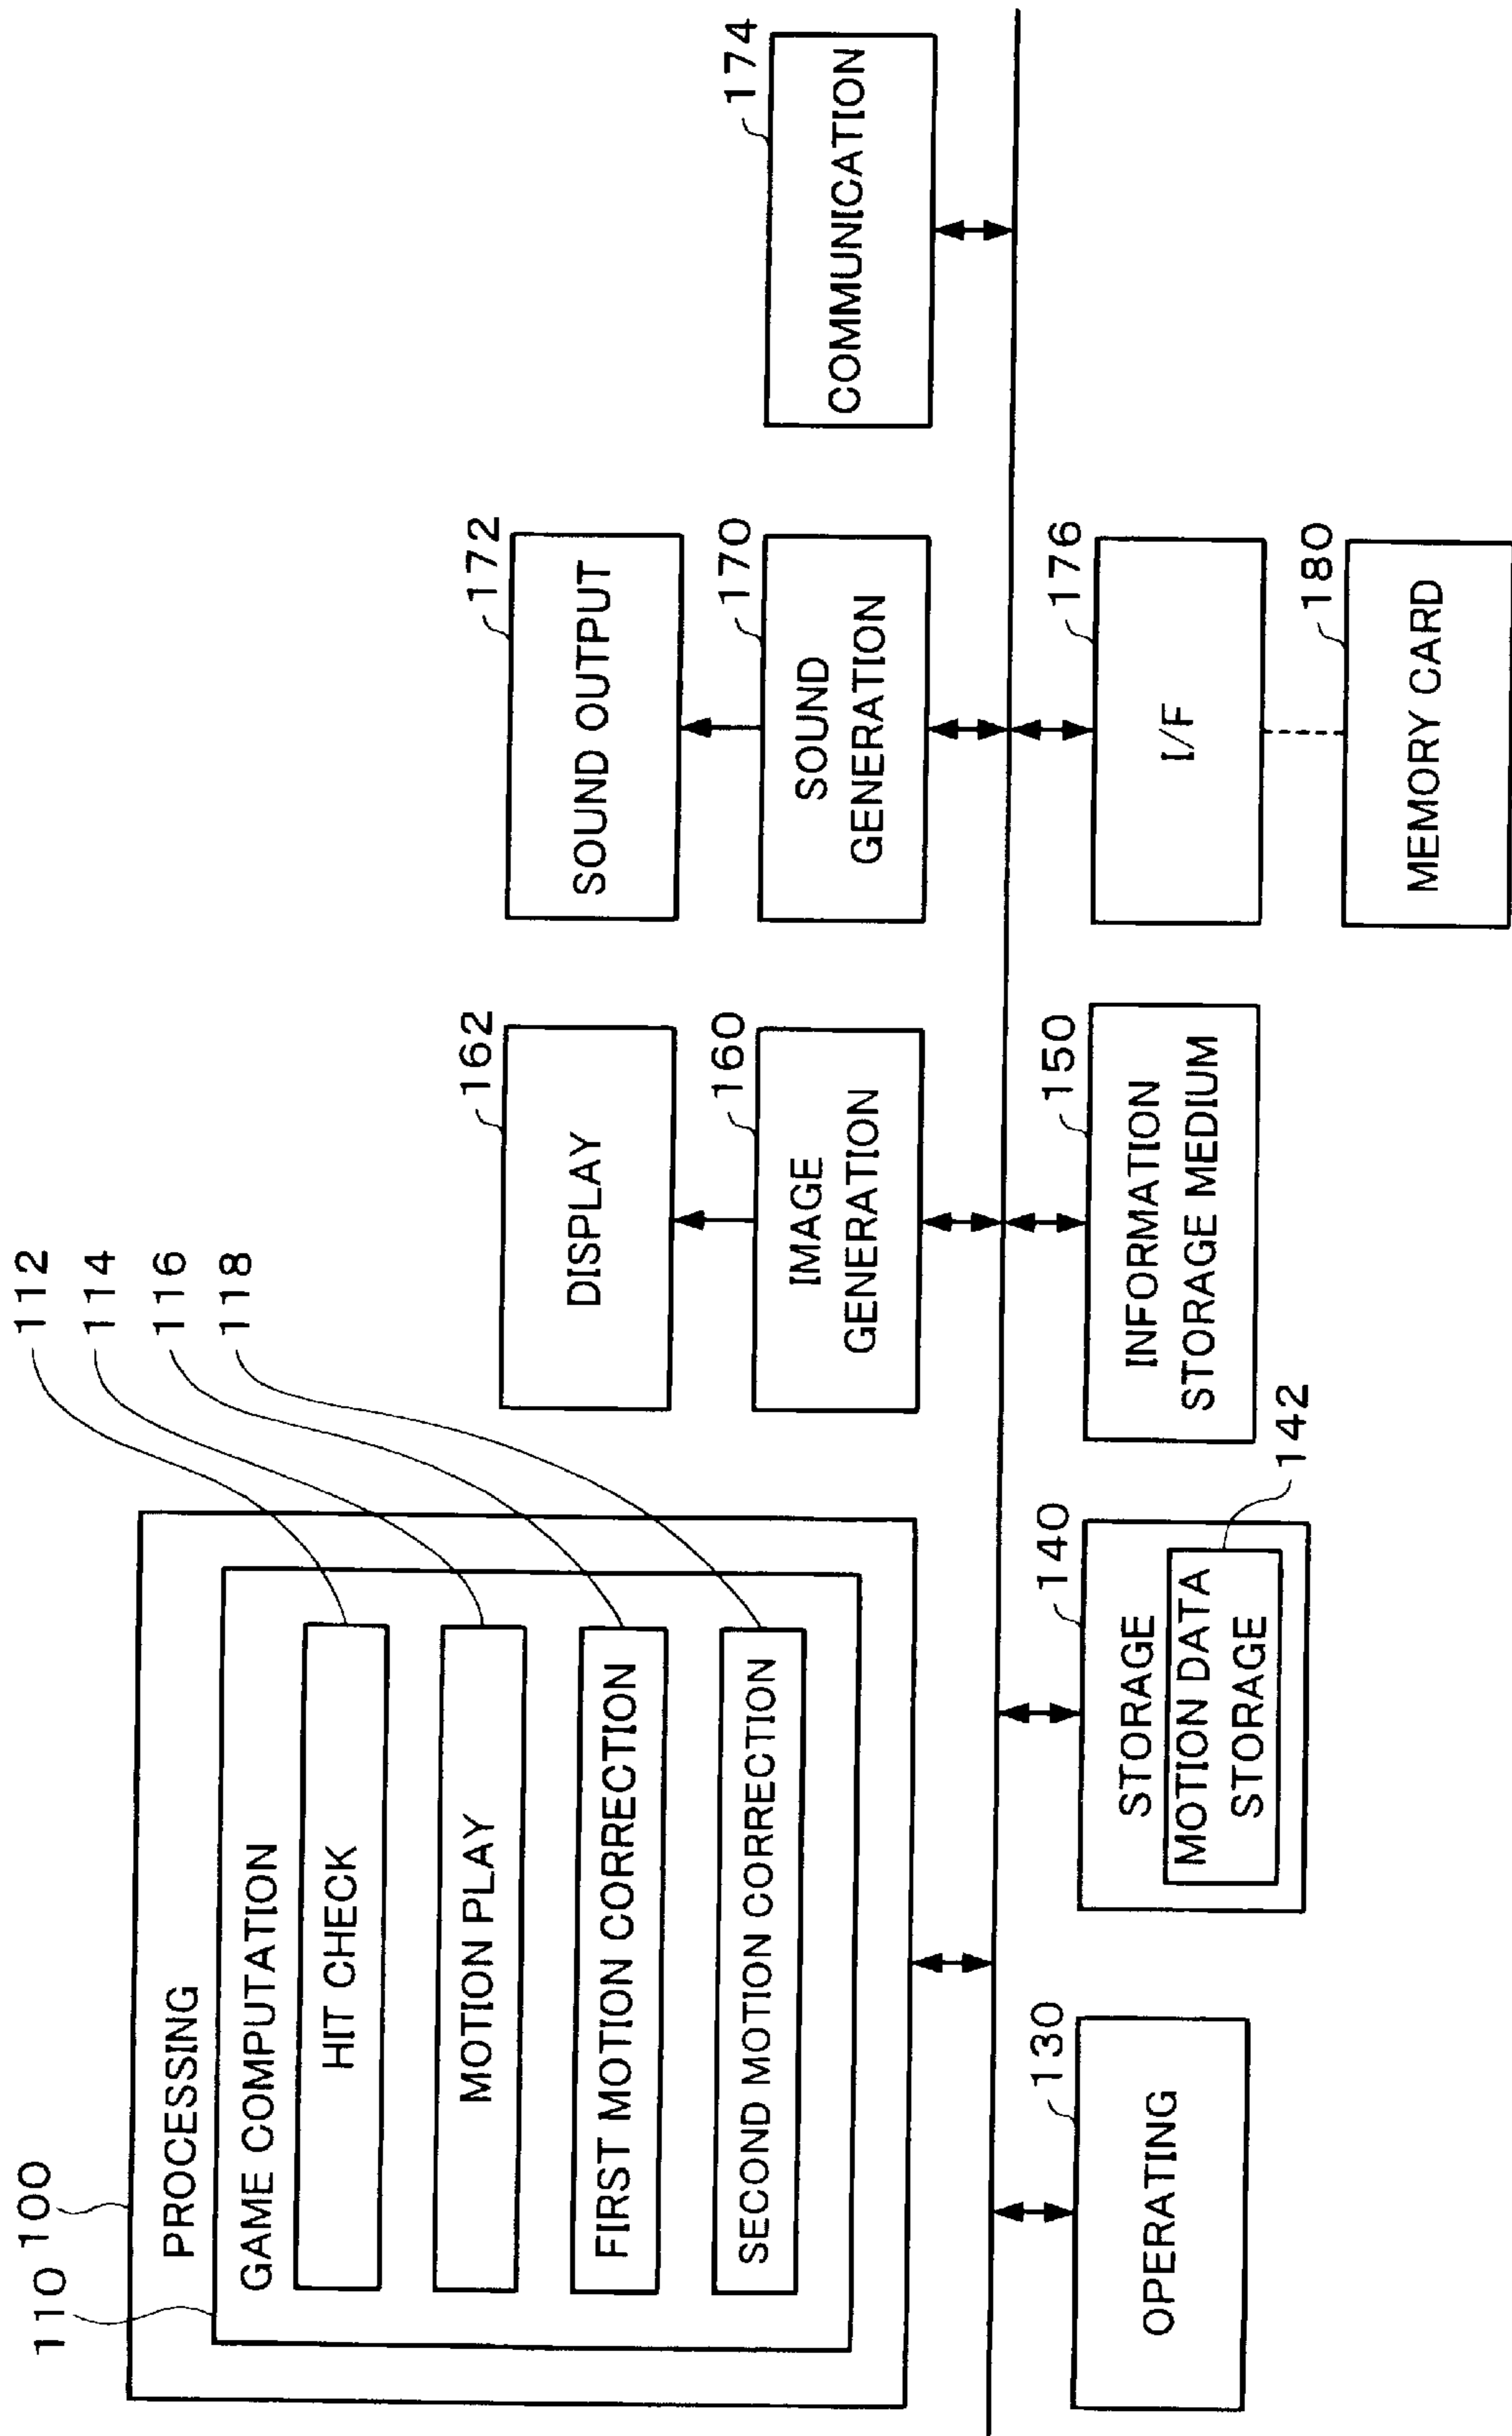 110
100
PROCESSING
GAME COMPUTATION
HIT CHECK
MOTION PLAY
FIRST MOTION CORRECTION
SECOND MOTION CORRECTION
112
114
116
118
162
DISPLAY
160
IMAGE
GENERATION
172
SOUND OUTPUT
170
SOUND
GENERATION
174
COMMUNICATION
130
OPERATING
140
STORAGE
MOTION DATA
STORAGE
142
150
INFORMATION
STORAGE MEDIUM
176
I/F
180
MEMORY CARD